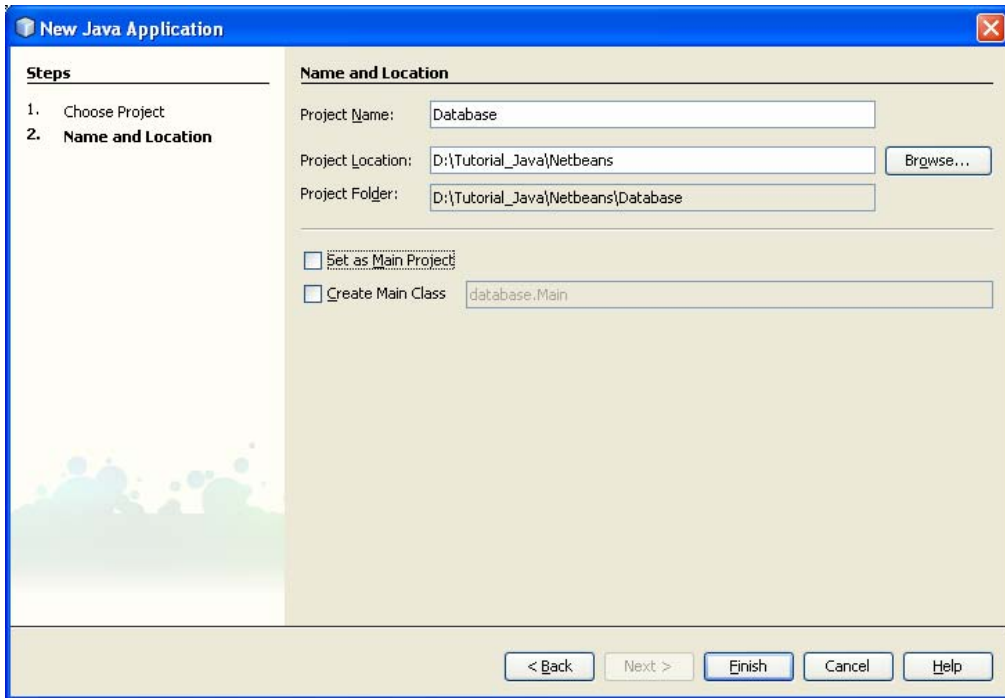 New Java Application
Steps
1. Choose Project
2. Name and Location
Name and Location
Project Name: Database
Project Location: D:\Tutorial_Java\Netbeans Browse...
Project Folder: D:\Tutorial_Java\Netbeans\Database
Set as Main Project
Create Main Class database.Main
< Back Next > Finish Cancel Help